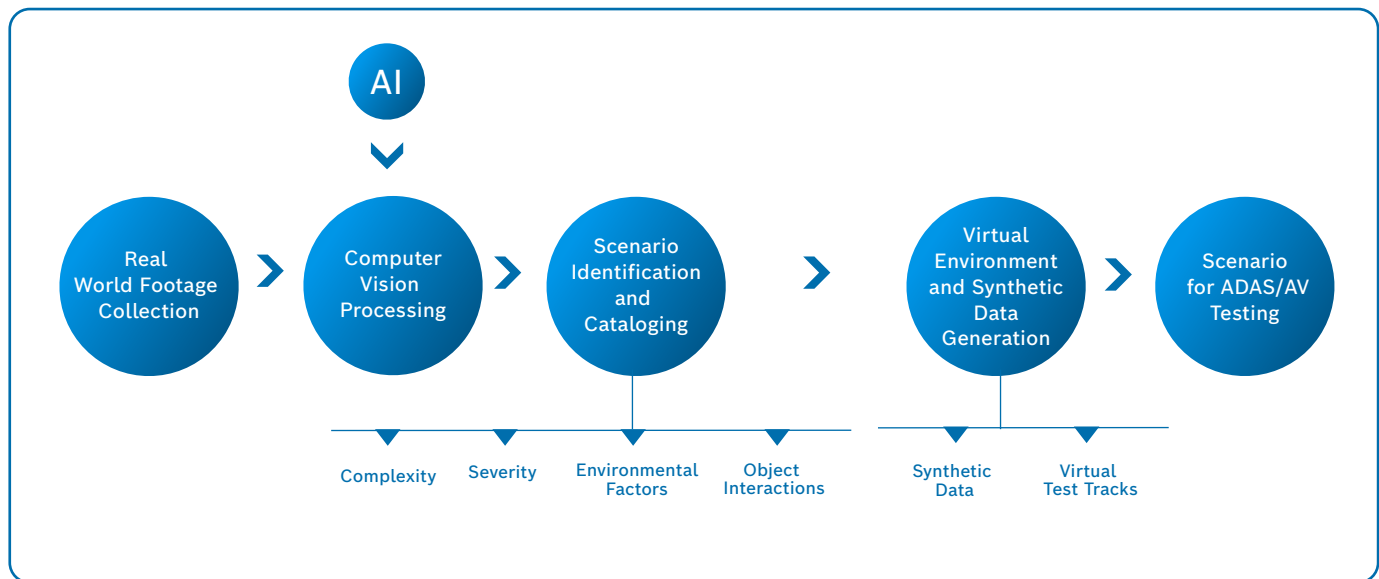 AI
Real
World Footage
Collection
Computer
Vision
Processing
Scenario
Identification
and
Cataloging
Virtual
Environment
and Synthetic
Data
Generation
Scenario
for ADAS/AV
Testing
Complexity
Severity
Environmental
Factors
Object
Interactions
Synthetic
Data
Virtual
Test Tracks